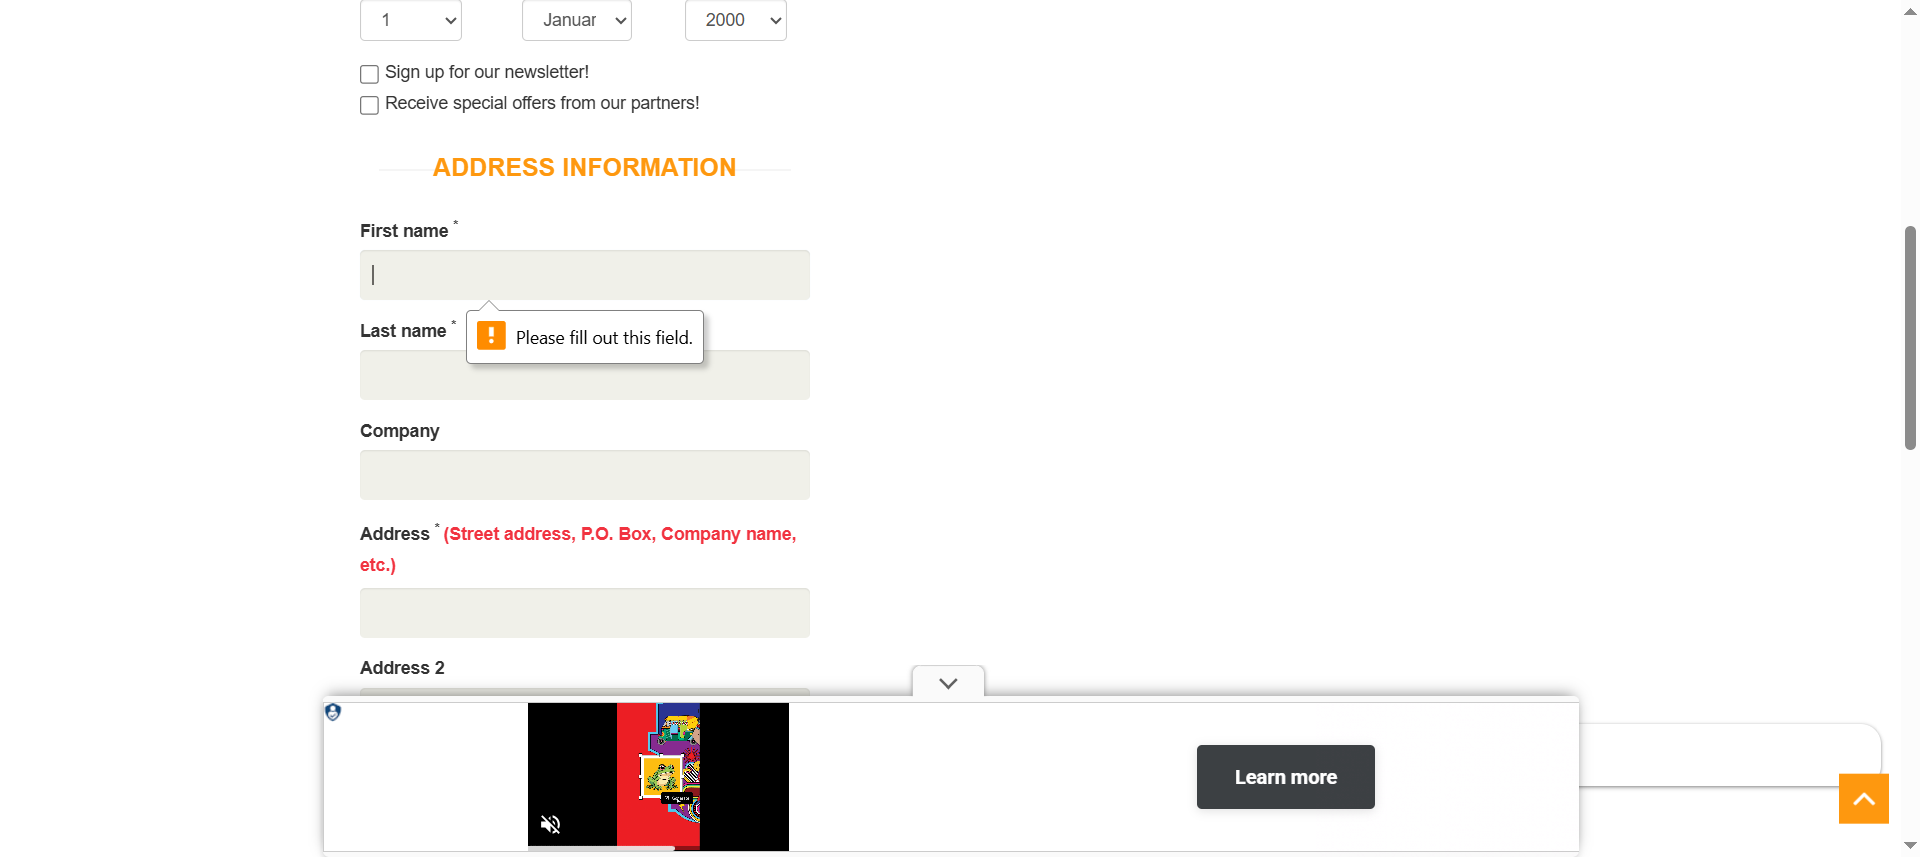 1 Januar 2000
Sign up for our newsletter!
Receive special offers from our partners!
ADDRESS INFORMATION
First name *
Last name *
Please fill out this field.
Company
Address * (Street address, P.O. Box, Company name,
etc.)
Address 2
Learn more